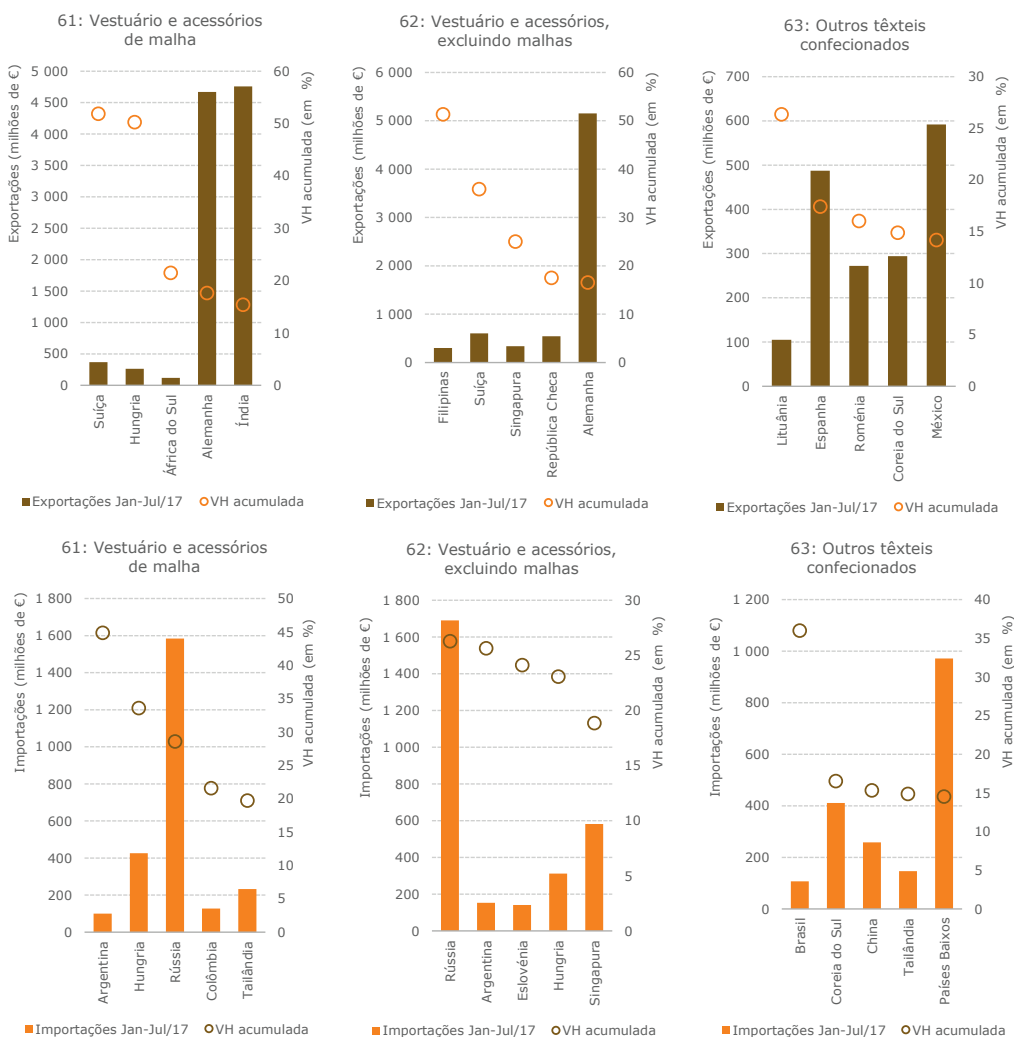 61: Vestuário e acessórios
de malha
Exportações (milhões de €)
5 000
4 500
4 000
3 500
3 000
2 500
2 000
1 500
1 000
500
0
60
50
40
30
20
10
0
VH acumulada (em %)
Suíça
Hungria
África do Sul
Alemanha
Índia
Exportações Jan-Jul/17 VH acumulada
62: Vestuário e acessórios,
excluindo malhas
Exportações (milhões de €)
6 000
5 000
4 000
3 000
2 000
1 000
0
60
50
40
30
20
10
0
VH acumulada (em %)
Filipinas
Suíça
Singapura
República Checa
Alemanha
Exportações Jan-Jul/17 VH acumulada
63: Outros têxteis
confecionados
Exportações (milhões de €)
700
600
500
400
300
200
100
0
30
25
20
15
10
5
0
VH acumulada (em %)
Lituânia
Espanha
Roménia
Coreia do Sul
México
Exportações Jan-Jul/17 VH acumulada
61: Vestuário e acessórios
de malha
Importações (milhões de €)
1 800
1 600
1 400
1 200
1 000
800
600
400
200
0
50
45
40
35
30
25
20
15
10
5
0
VH acumulada (em %)
Argentina
Hungria
Rússia
Colômbia
Tailândia
Importações Jan-Jul/17 VH acumulada
62: Vestuário e acessórios,
excluindo malhas
Importações (milhões de €)
1 800
1 600
1 400
1 200
1 000
800
600
400
200
0
30
25
20
15
10
5
0
VH acumulada (em %)
Rússia
Argentina
Eslovénia
Hungria
Singapura
Importações Jan-Jul/17 VH acumulada
63: Outros têxteis
confecionados
Importações (milhões de €)
1 200
1 000
800
600
400
200
0
40
35
30
25
20
15
10
5
0
VH acumulada (em %)
Brasil
Coreia do Sul
China
Tailândia
Países Baixos
Importações Jan-Jul/17 VH acumulada